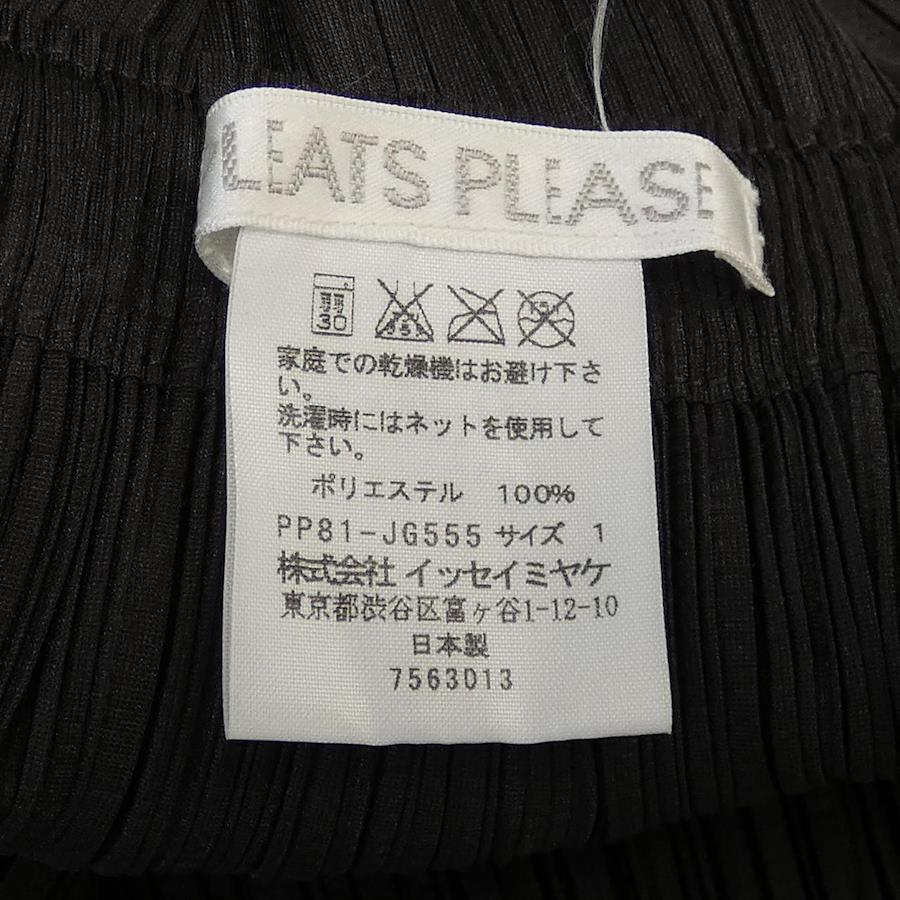 LEATS PLEASE
弱
30
家庭での乾燥機はお避け下さ
い。
洗濯時にはネットを使用して
下さい。
ポリエステル 100%
PP81-JG555 サイズ 1
株式会社 イッセイミヤケ
東京都渋谷区富ヶ谷1-12-10
日本製
7563013